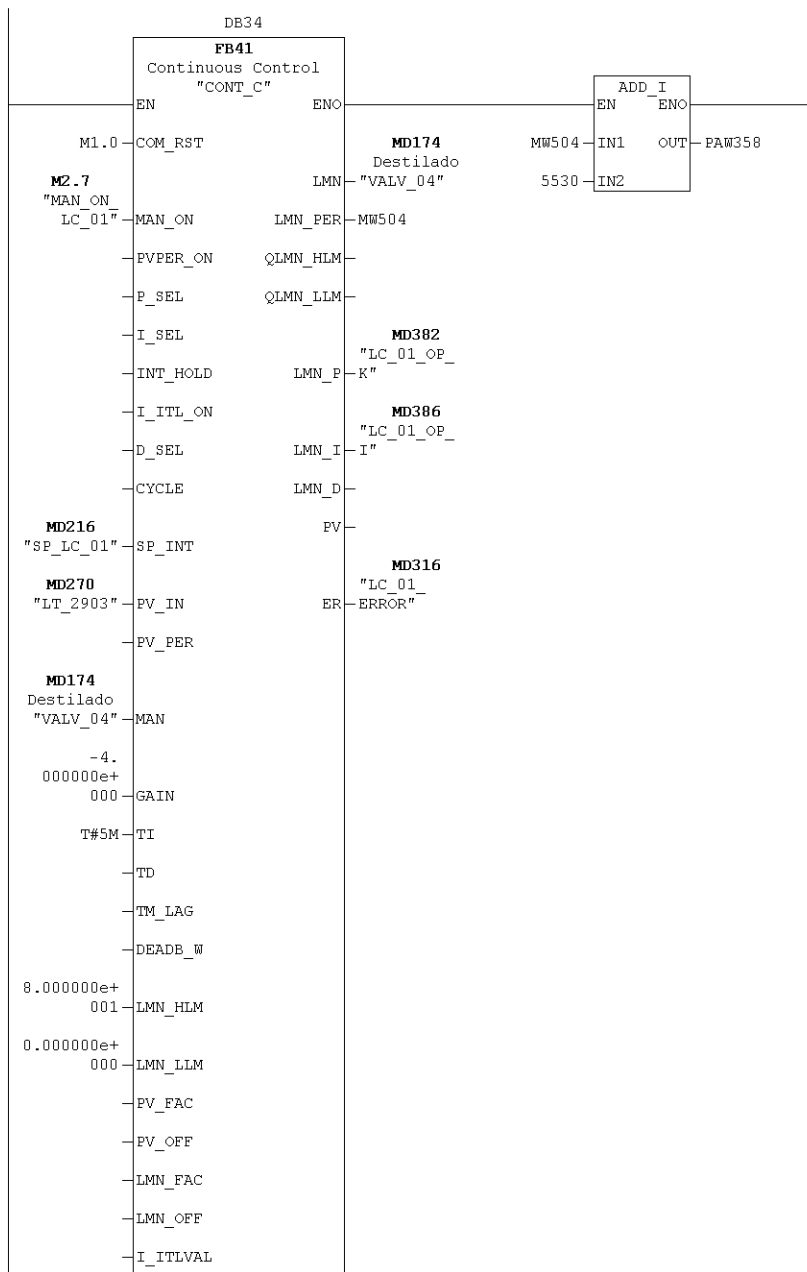 DB34
FB41
Continuous Control
"CONT_C"
EN ENO
ADD_I
EN ENO
M1.0 COM_RST
MD174
Destilado
MW504 IN1 OUT PAW358
M2.7
LMN "VALV_04"
5530 IN2
"MAN_ON_
LC_01" MAN_ON LMN_PER MW504
PVPER_ON QLMN_HLM
P_SEL QLMN_LLM
I_SEL
MD382
"LC_01_OP_
INT_HOLD LMN_P K"
I_ITL_ON
MD386
"LC_01_OP_
D_SEL LMN_I I"
CYCLE LMN_D
MD216
PV
"SP_LC_01" SP_INT
MD316
MD270
"LC_01_
"LT_2903" PV_IN ER ERROR"
PV_PER
MD174
Destilado
"VALV_04" MAN
-4.
000000e+
000 GAIN
T#5M TI
TD
TM_LAG
DEADB_W
8.000000e+
001 LMN_HLM
0.000000e+
000 LMN_LLM
PV_FAC
PV_OFF
LMN_FAC
LMN_OFF
I_ITLVAL